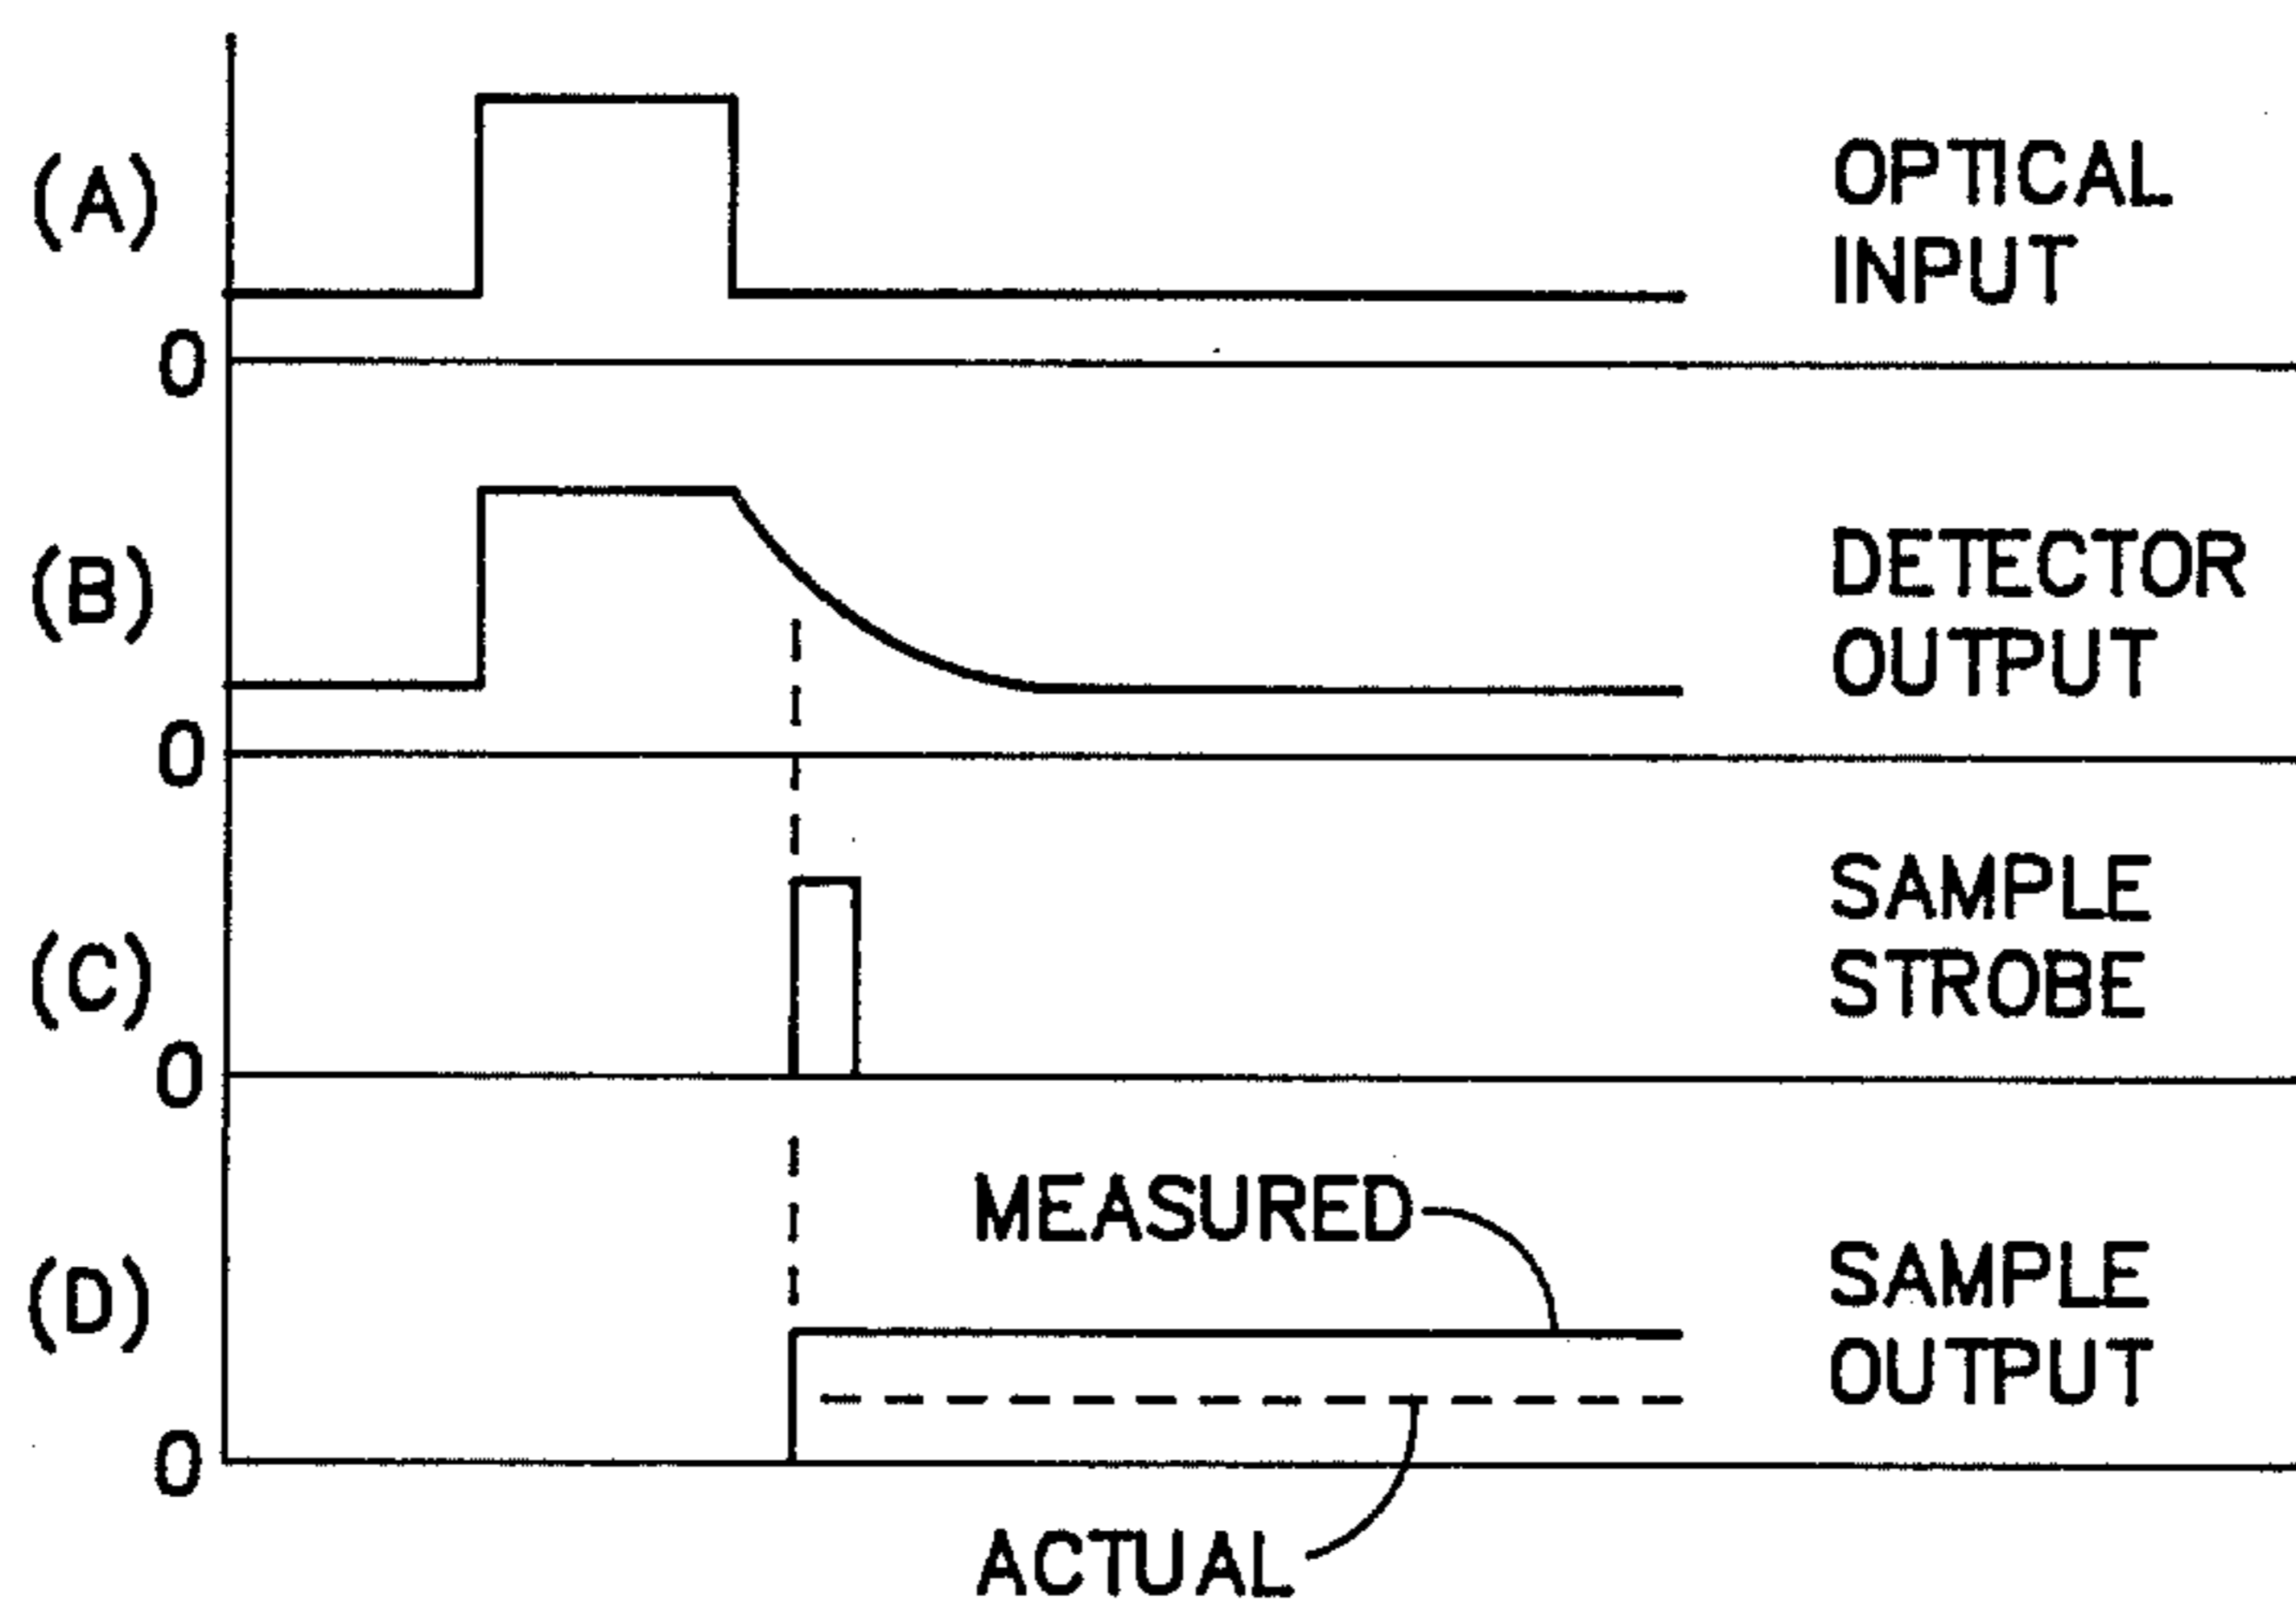 (A)
OPTICAL
INPUT
0
(B)
DETECTOR
OUTPUT
0
(C)
SAMPLE
STROBE
0
MEASURED
(D)
SAMPLE
OUTPUT
0
ACTUAL